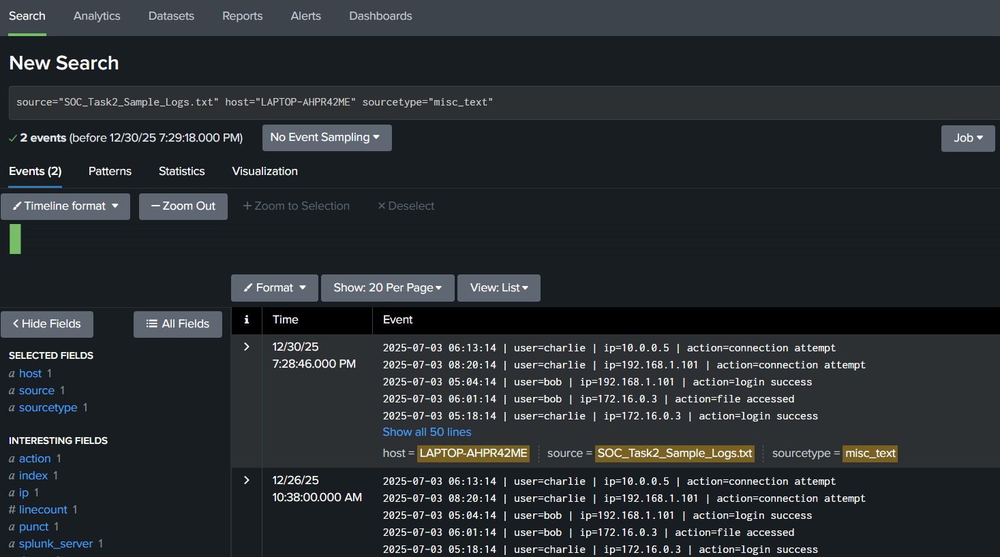 Search Analytics Datasets Reports Alerts Dashboards
New Search
source="SOC_Task2_Sample_Logs.txt" host="LAPTOP-AHPR42ME" sourcetype="misc_text"
2 events (before 12/30/25 7:29:18.000 PM) No Event Sampling Job
Events (2) Patterns Statistics Visualization
Timeline format — Zoom Out + Zoom to Selection × Deselect
Format Show: 20 Per Page View: List
Hide Fields All Fields
SELECTED FIELDS
a host 1
a source 1
a sourcetype 1
INTERESTING FIELDS
a action 1
a index 1
a ip 1
# linecount 1
a punct 1
a splunk_server 1
i Time Event
12/30/25
7:28:46.000 PM
2025-07-03 06:13:14 | user=charlie | ip=10.0.0.5 | action=connection attempt
2025-07-03 08:20:14 | user=charlie | ip=192.168.1.101 | action=connection attempt
2025-07-03 05:04:14 | user=bob | ip=192.168.1.101 | action=login success
2025-07-03 06:01:14 | user=bob | ip=172.16.0.3 | action=file accessed
2025-07-03 05:18:14 | user=charlie | ip=172.16.0.3 | action=login success
Show all 50 lines
host = LAPTOP-AHPR42ME source = SOC_Task2_Sample_Logs.txt sourcetype = misc_text
12/26/25
10:38:00.000 AM
2025-07-03 06:13:14 | user=charlie | ip=10.0.0.5 | action=connection attempt
2025-07-03 08:20:14 | user=charlie | ip=192.168.1.101 | action=connection attempt
2025-07-03 05:04:14 | user=bob | ip=192.168.1.101 | action=login success
2025-07-03 06:01:14 | user=bob | ip=172.16.0.3 | action=file accessed
2025-07-03 05:18:14 | user=charlie | ip=172.16.0.3 | action=login success